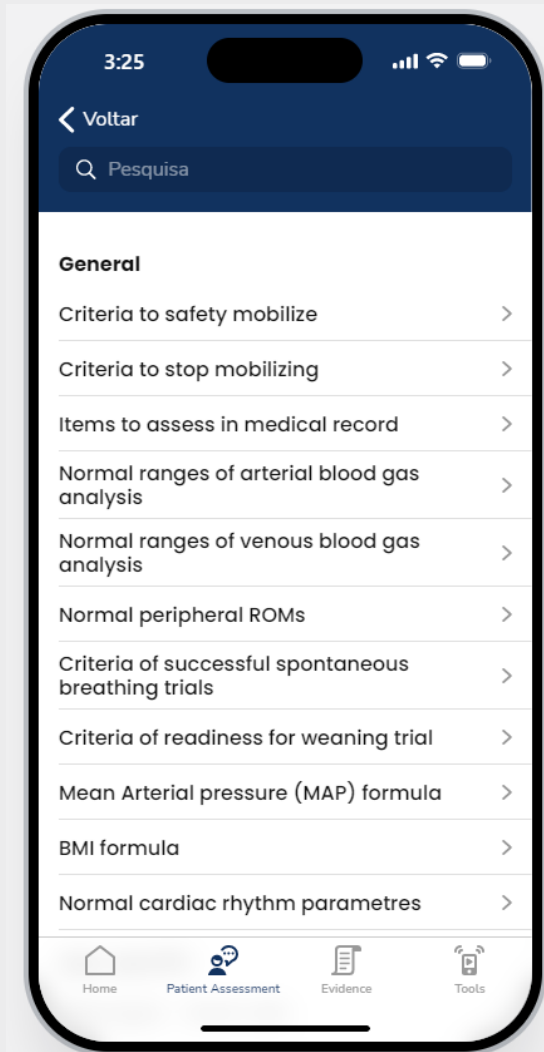 3:25
Voltar
Pesquisa
General
Criteria to safety mobilize
Criteria to stop mobilizing
Items to assess in medical record
Normal ranges of arterial blood gas
analysis
Normal ranges of venous blood gas
analysis
Normal peripheral ROMs
Criteria of successful spontaneous
breathing trials
Criteria of readiness for weaning trial
Mean Arterial pressure (MAP) formula
BMI formula
Normal cardiac rhythm parametres
Home Patient Assessment Evidence Tools